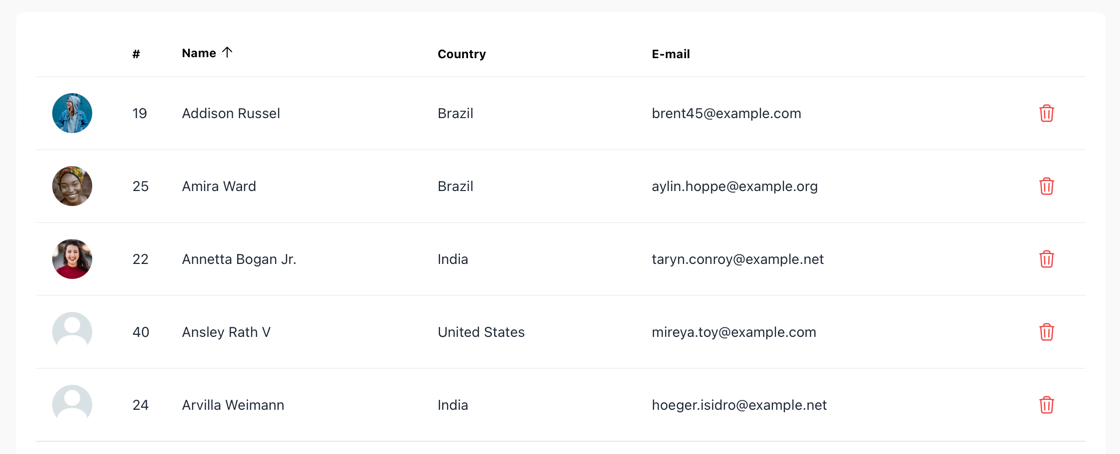 # Name ↑ Country E-mail
19 Addison Russel Brazil brent45@example.com
25 Amira Ward Brazil aylin.hoppe@example.org
22 Annetta Bogan Jr. India taryn.conroy@example.net
40 Ansley Rath V United States mireya.toy@example.com
24 Arvilla Weimann India hoeger.isidro@example.net